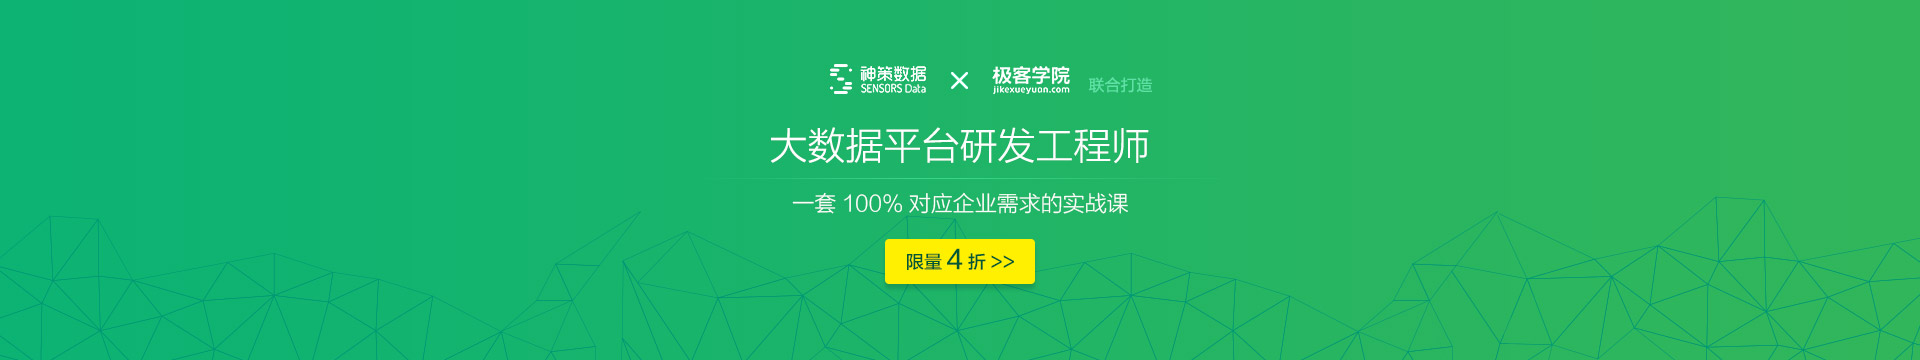 神策数据 SENSORS Data × 极客学院 jikexueyuan.com 联合打造
大数据平台研发工程师
一套 100% 对应企业需求的实战课
限量 4 折 >>